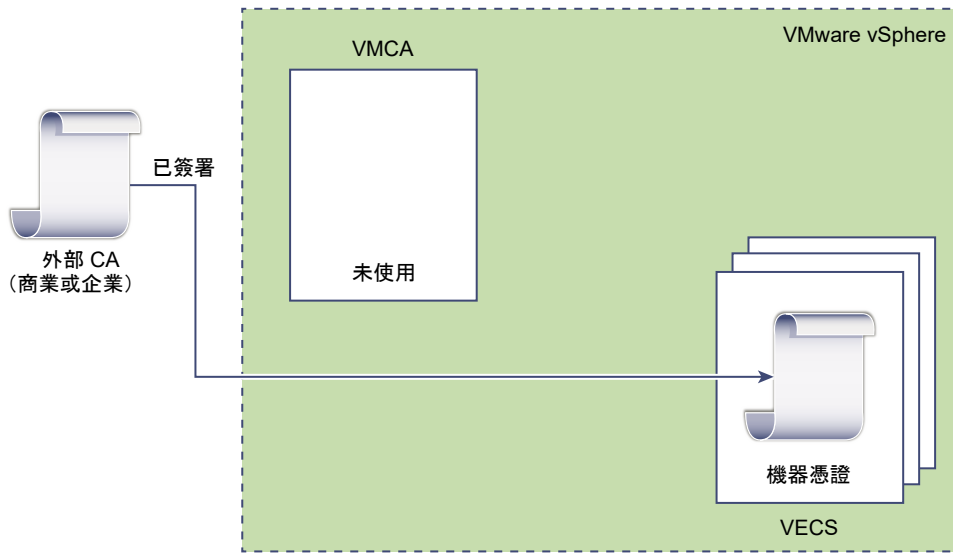 VMware vSphere
VMCA
已簽署
外部 CA
(商業或企業)
未使用
機器憑證
VECS